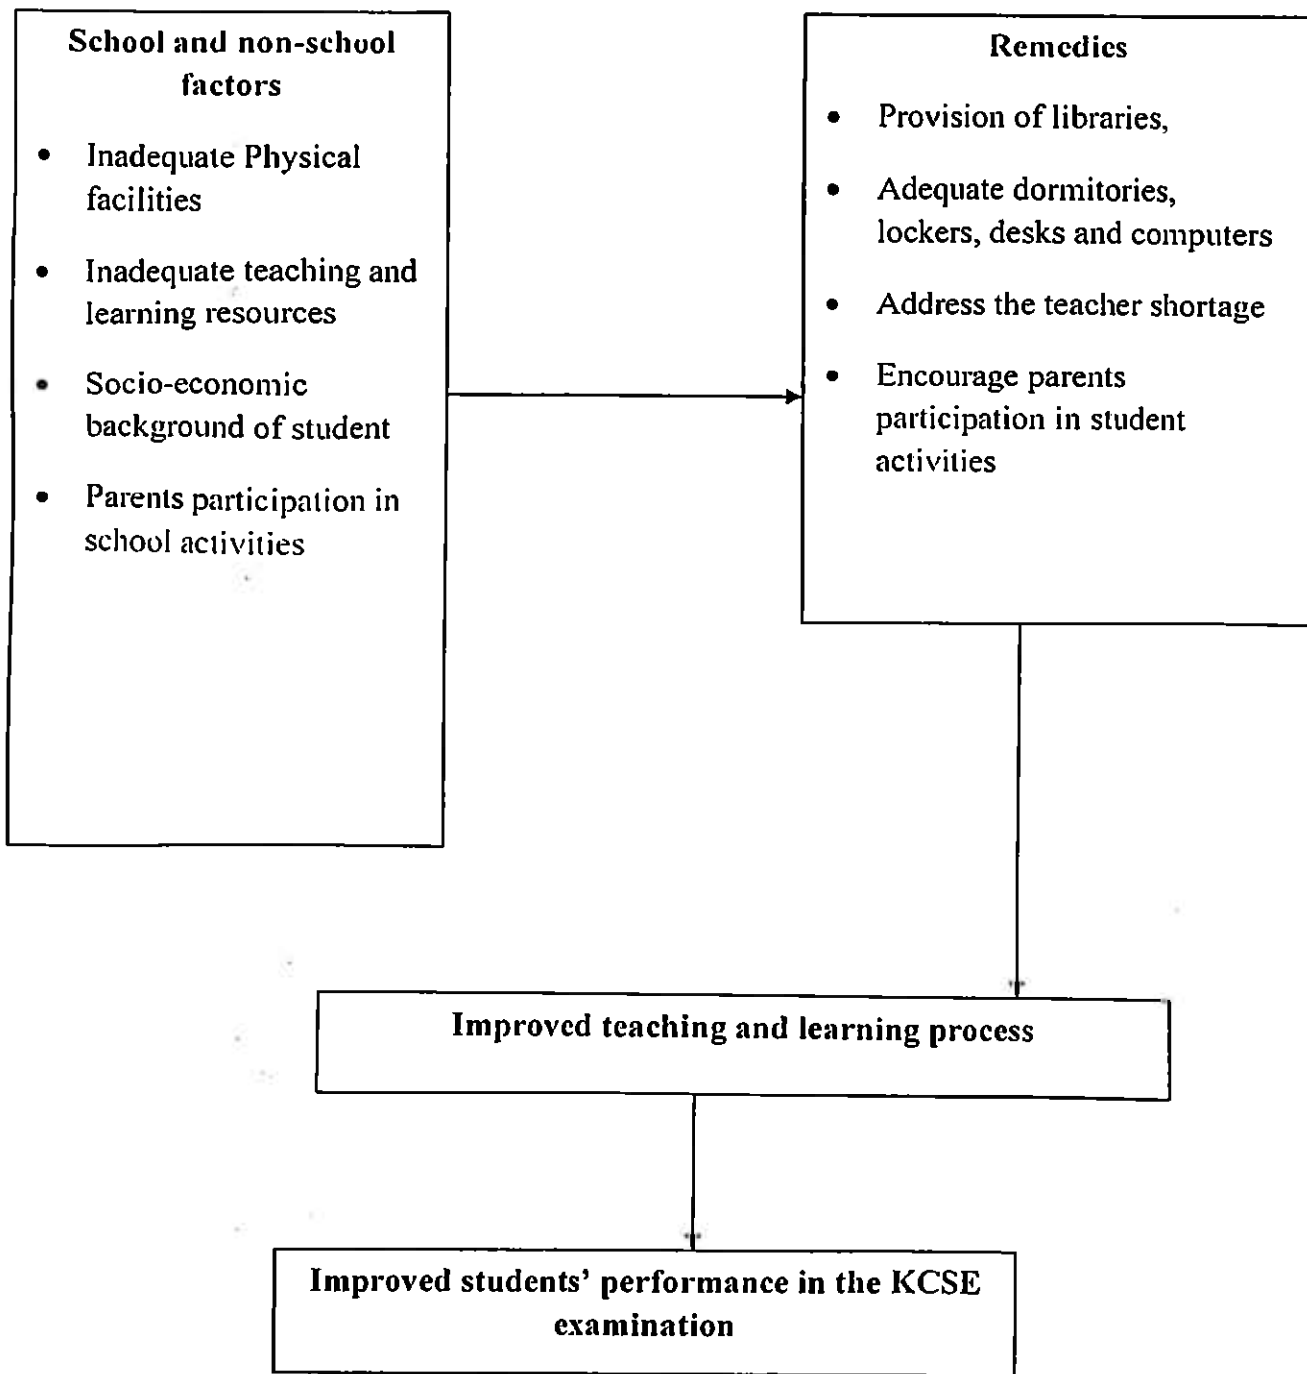 School and non-school
factors
• Inadequate Physical
facilities
• Inadequate teaching and
learning resources
• Socio-economic
background of student
• Parents participation in
school activities
Remedies
• Provision of libraries,
• Adequate dormitories,
lockers, desks and computers
• Address the teacher shortage
• Encourage parents
participation in student
activities
Improved teaching and learning process
Improved students’ performance in the KCSE
examination